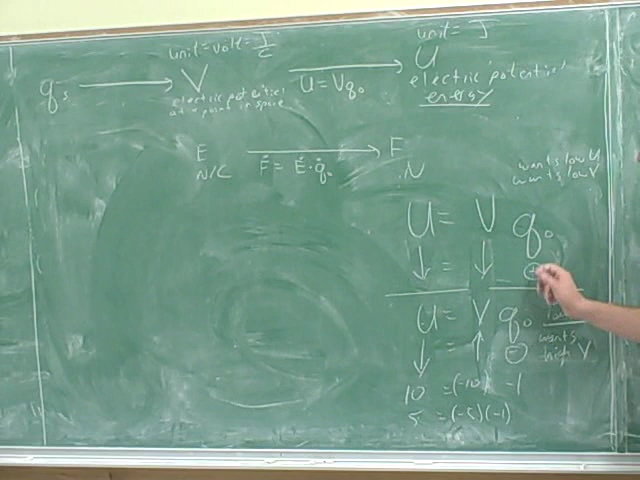 unit = volt = J/C
unit = J
qs → V → U
U = Vq₀
electric potential
at a point in space
electric potential
energy
E → F
N/C F⃗ = E⃗ · q₀ N
wants low U
wants low V
U = V q₀
↓ = ↓ ⊕
U = V q₀
↓ = ↑ ⊖
wants
high V
10 = (-10) -1
5 = (-5)(-1)